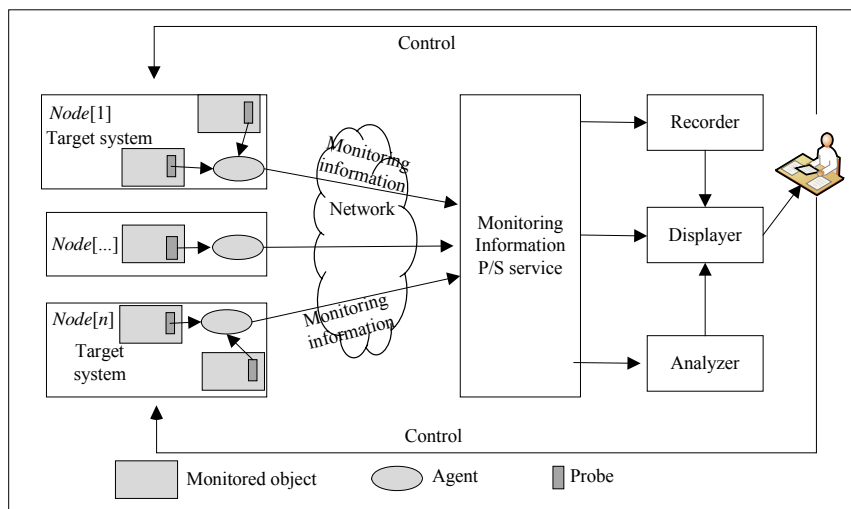 Control
Node[1]
Target system
Monitoring
information
Network
Node[...]
Node[n]
Target
system
Monitoring
information
Monitoring
Information
P/S service
Recorder
Displayer
Analyzer
Control
Monitored object
Agent
Probe